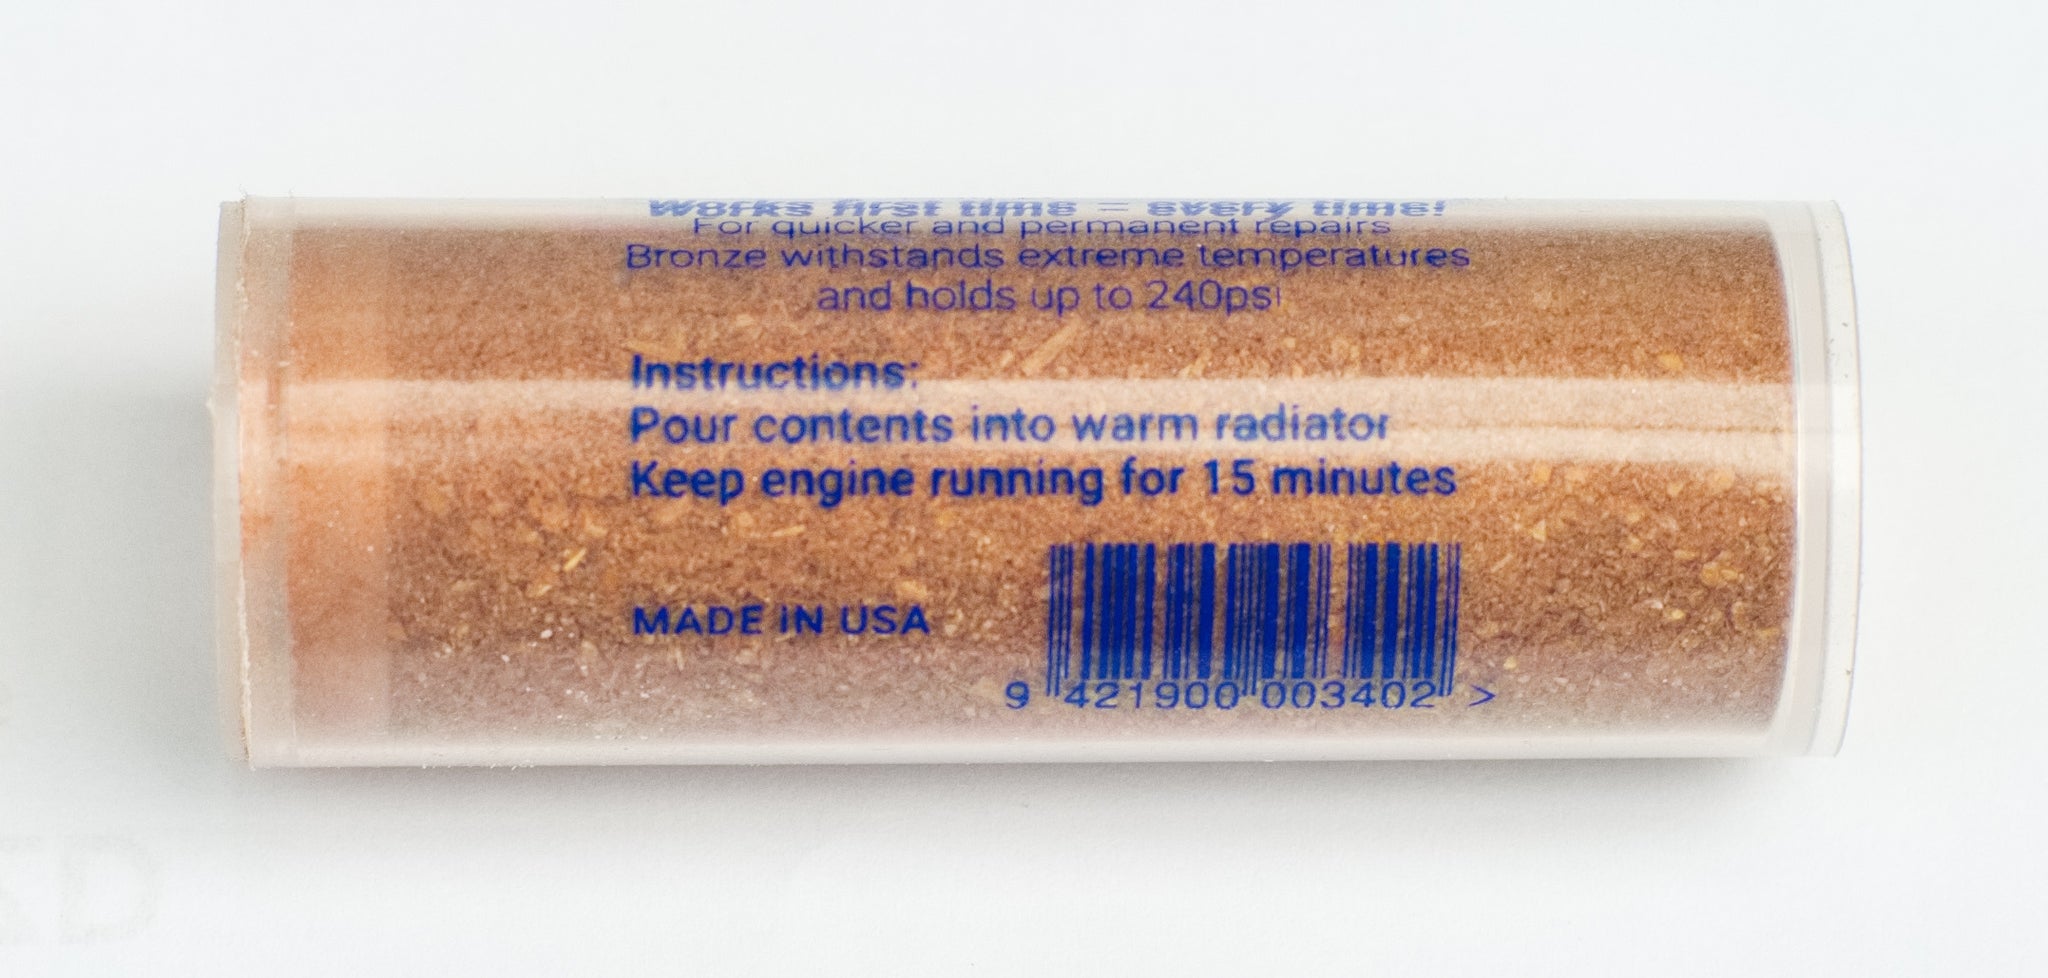 Works first time – every time!
For quicker and permanent repairs
Bronze withstands extreme temperatures
and holds up to 240psi
Instructions:
Pour contents into warm radiator
Keep engine running for 15 minutes
MADE IN USA
9 421900 003402 >